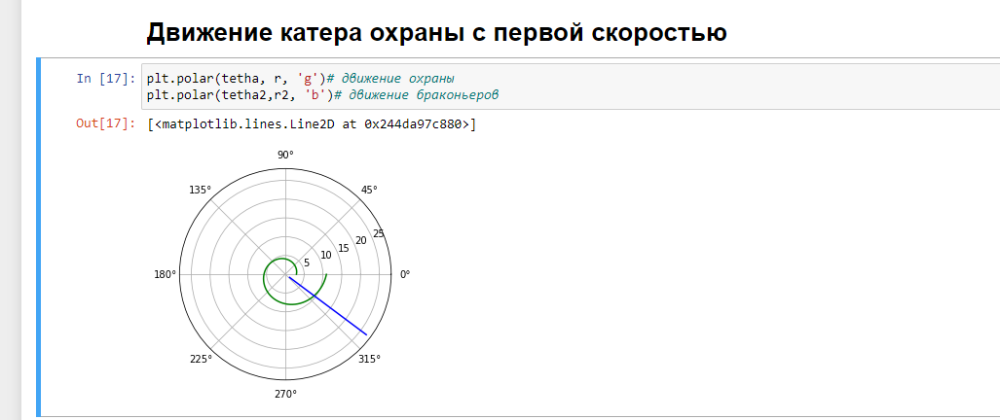 Движение катера охраны с первой скоростью
In [17]: plt.polar(tetha, r, 'g')# движение охраны
plt.polar(tetha2,r2, 'b')# движение браконьеров
Out[17]: [<matplotlib.lines.Line2D at 0x244da97c880>]
90°
135° 45°
25
20
15
10
5
180° 0°
225° 315°
270°